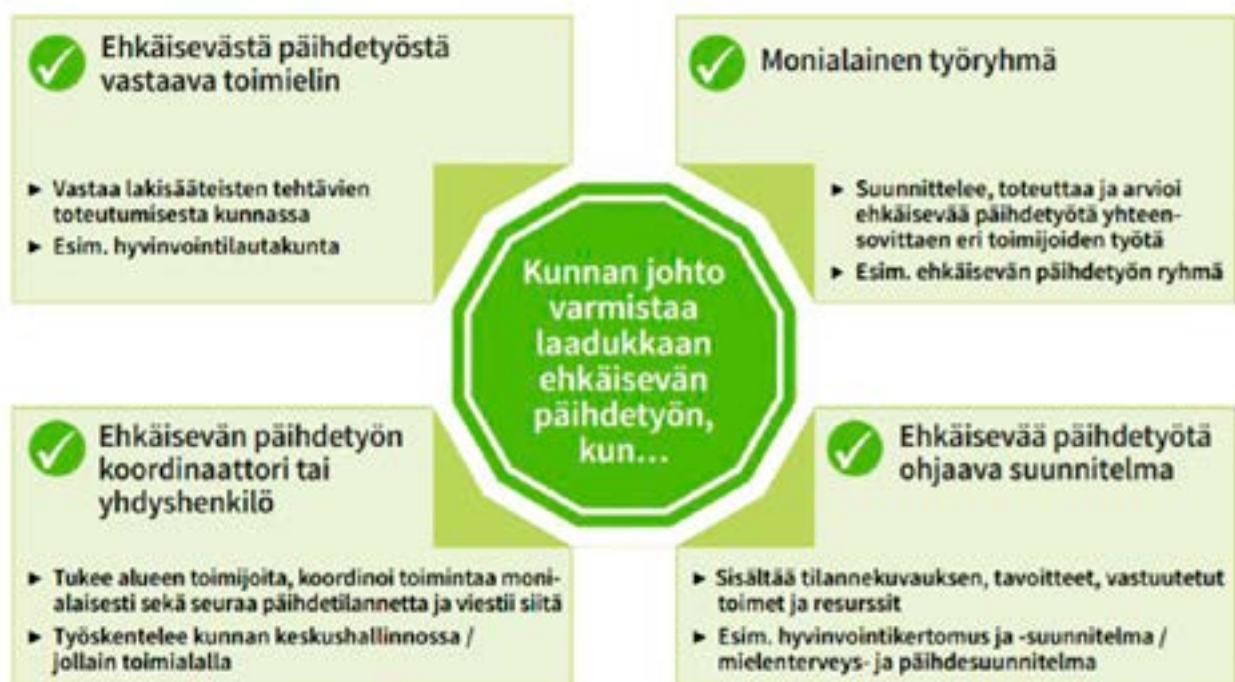 Ehkäisevästä päihdetyöstä
vastaava toimielin
► Vastaa lakisääteisten tehtävien
toteutumisesta kunnassa
► Esim. hyvinvointilautakunta
Monialainen työryhmä
► Suunnittelee, toteuttaa ja arvioi
ehkäisevää päihdetyötä yhteen-
sovittaen eri toimijoiden työtä
► Esim. ehkäisevän päihdetyön ryhmä
Kunnan johto
varmistaa
laadukkaan
ehkäisevän
päihdetyön,
kun...
Ehkäisevän päihdetyön
koordinaattori tai
yhdyshenkilö
► Tukee alueen toimijoita, koordinoi toimintaa moni-
alaisesti sekä seuraa päihdetilannetta ja viestii siitä
► Työskentelee kunnan keskushallinnossa /
jollain toimialalla
Ehkäisevää päihdetyötä
ohjaava suunnitelma
► Sisältää tilannekuvauksen, tavoitteet, vastuutetut
toimet ja resurssit
► Esim. hyvinvointikertomus ja -suunnitelma /
mielenterveys- ja päihdesuunnitelma